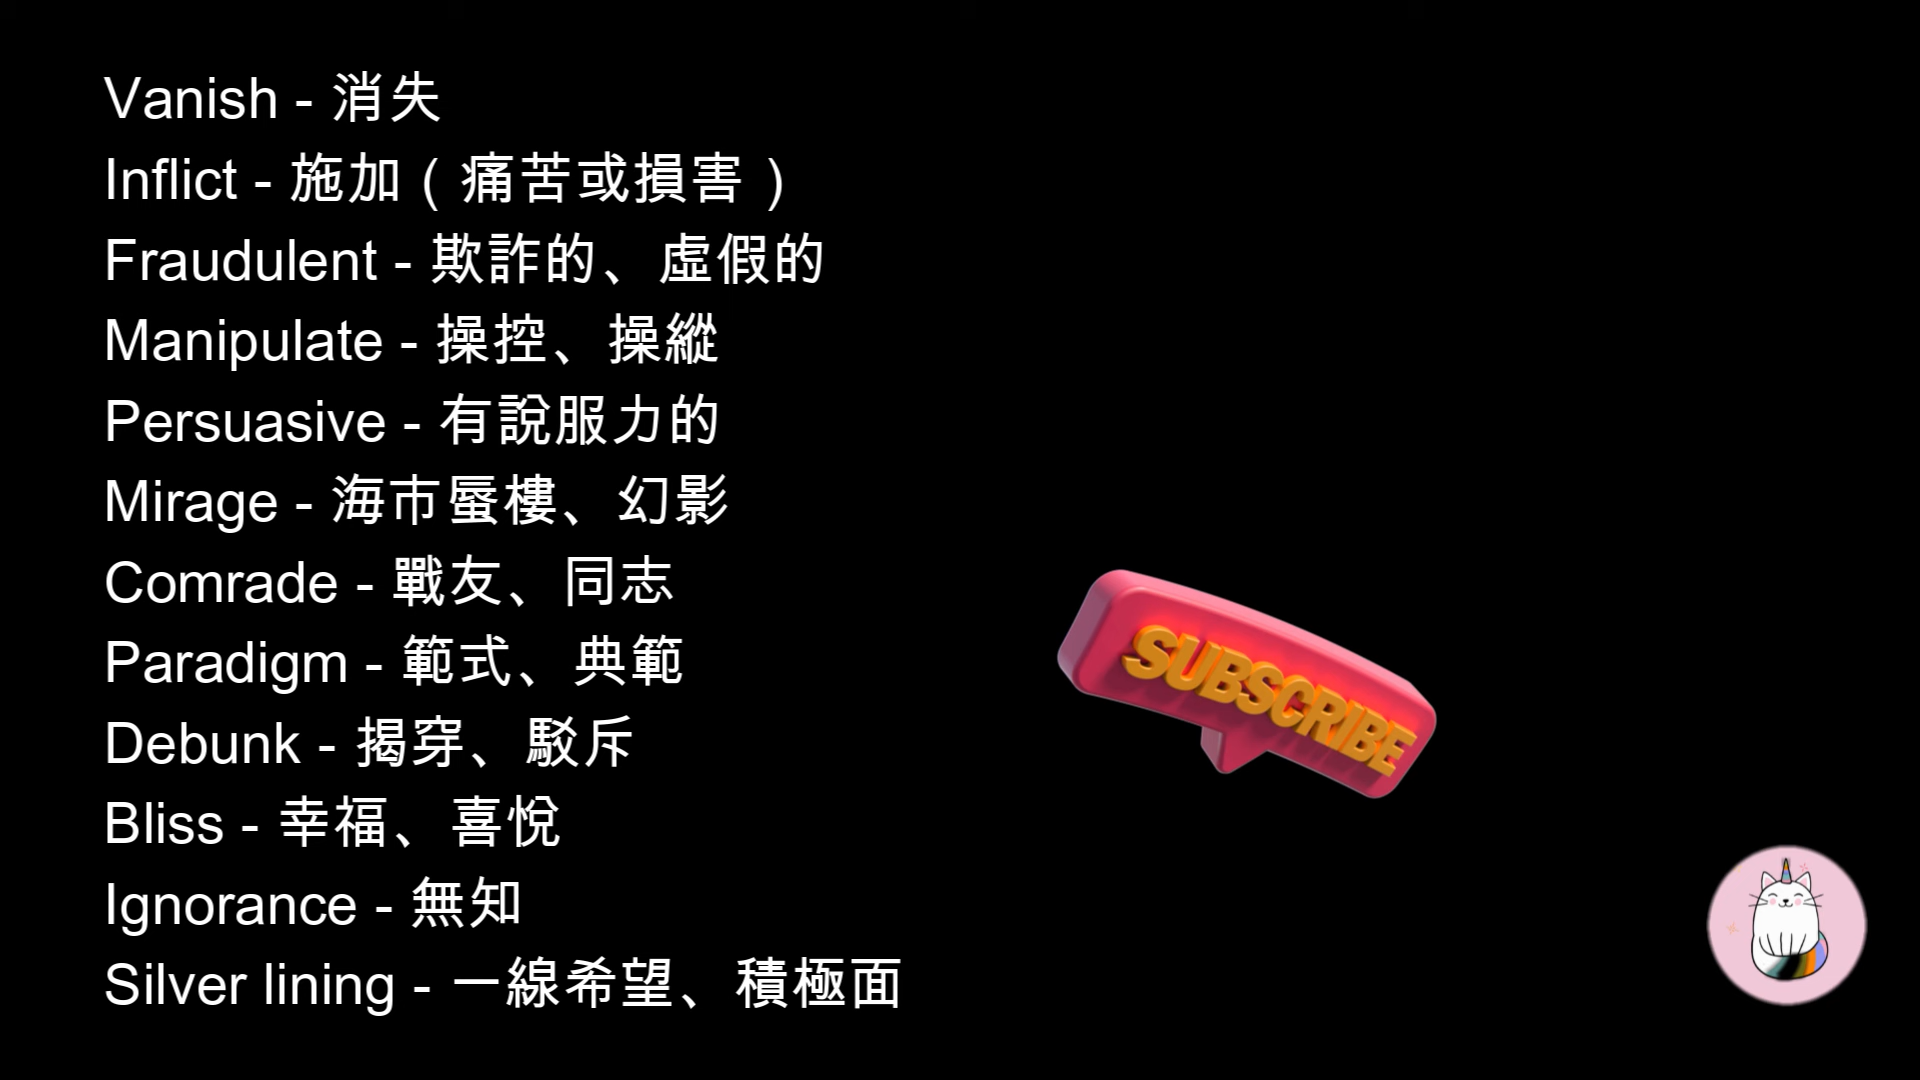 Vanish - 消失
Inflict - 施加（痛苦或損害）
Fraudulent - 欺詐的、虛假的
Manipulate - 操控、操縱
Persuasive - 有說服力的
Mirage - 海市蜃樓、幻影
Comrade - 戰友、同志
Paradigm - 範式、典範
Debunk - 揭穿、駁斥
Bliss - 幸福、喜悅
Ignorance - 無知
Silver lining - 一線希望、積極面
SUBSCRIBE